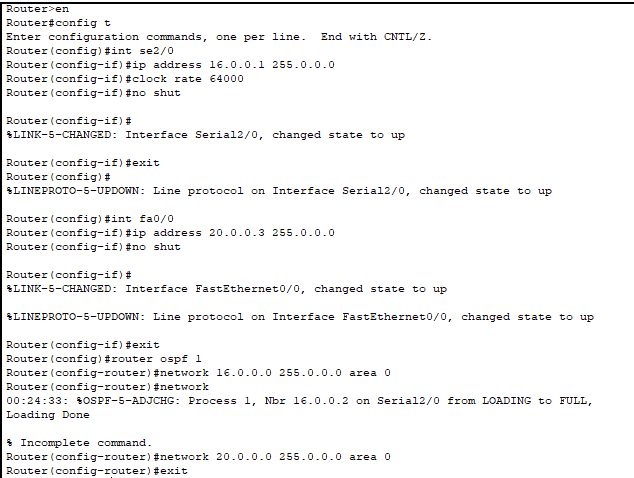 Router>en
Router#config t
Enter configuration commands, one per line.  End with CNTL/Z.
Router(config)#int se2/0
Router(config-if)#ip address 16.0.0.1 255.0.0.0
Router(config-if)#clock rate 64000
Router(config-if)#no shut
Router(config-if)#
%LINK-5-CHANGED: Interface Serial2/0, changed state to up
Router(config-if)#exit
Router(config)#
%LINEPROTO-5-UPDOWN: Line protocol on Interface Serial2/0, changed state to up
Router(config)#int fa0/0
Router(config-if)#ip address 20.0.0.3 255.0.0.0
Router(config-if)#no shut
Router(config-if)#
%LINK-5-CHANGED: Interface FastEthernet0/0, changed state to up
%LINEPROTO-5-UPDOWN: Line protocol on Interface FastEthernet0/0, changed state to up
Router(config-if)#exit
Router(config)#router ospf 1
Router(config-router)#network 16.0.0.0 255.0.0.0 area 0
Router(config-router)#network
00:24:33: %OSPF-5-ADJCHG: Process 1, Nbr 16.0.0.2 on Serial2/0 from LOADING to FULL,
Loading Done
% Incomplete command.
Router(config-router)#network 20.0.0.0 255.0.0.0 area 0
Router(config-router)#exit